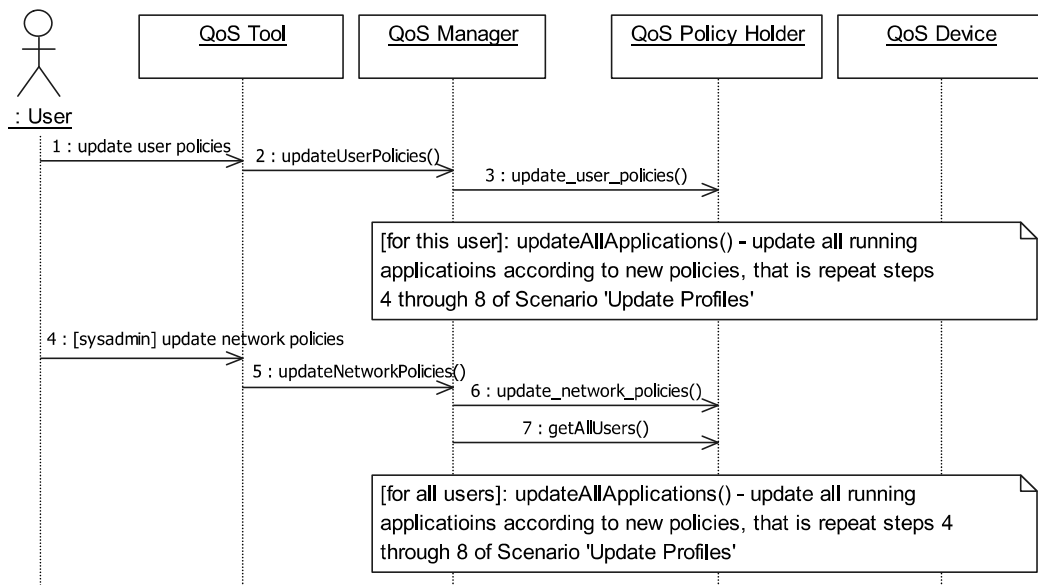 QoS Tool
QoS Manager
QoS Policy Holder
QoS Device
: User
1 : update user policies
2 : updateUserPolicies()
3 : update_user_policies()
[for this user]: updateAllApplications() - update all running
applicatioins according to new policies, that is repeat steps
4 through 8 of Scenario 'Update Profiles'
4 : [sysadmin] update network policies
5 : updateNetworkPolicies()
6 : update_network_policies()
7 : getAllUsers()
[for all users]: updateAllApplications() - update all running
applicatioins according to new policies, that is repeat steps 4
through 8 of Scenario 'Update Profiles'